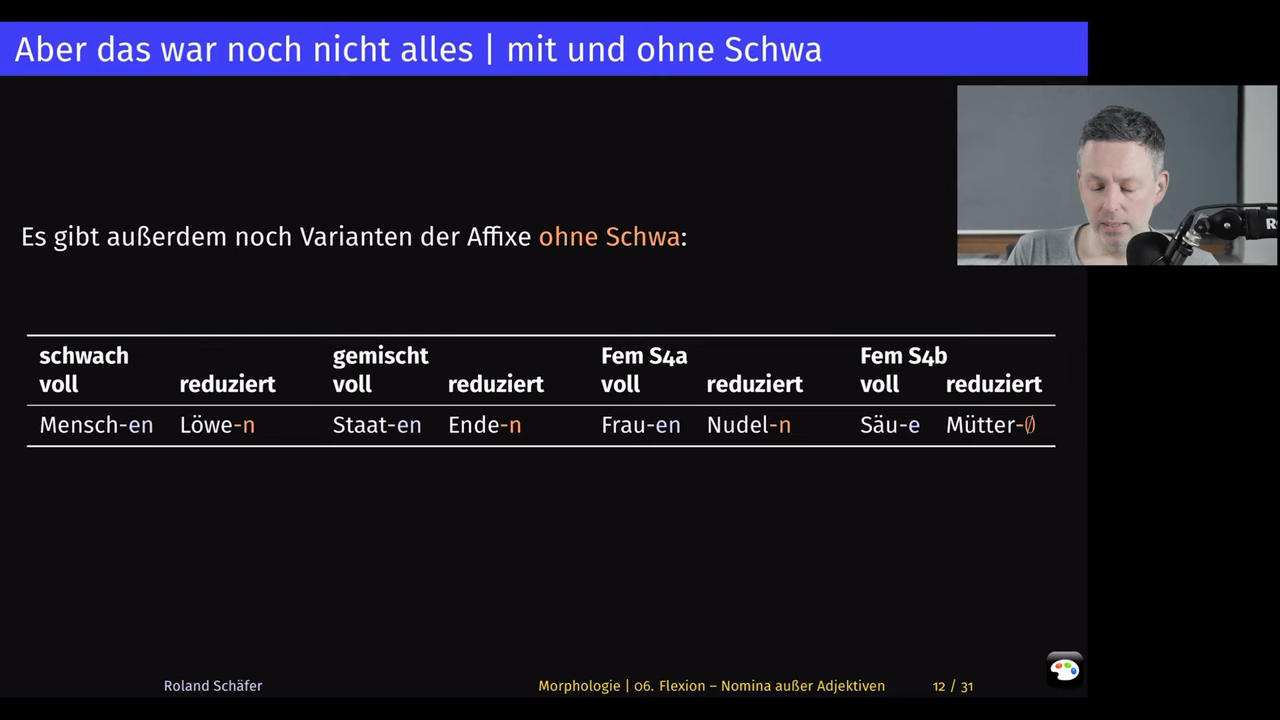 Aber das war noch nicht alles | mit und ohne Schwa
Es gibt außerdem noch Varianten der Affixe ohne Schwa:
schwach gemischt Fem S4a Fem S4b
voll reduziert voll reduziert voll reduziert voll reduziert
Mensch-en Löwe-n Staat-en Ende-n Frau-en Nudel-n Säu-e Mütter-∅
Roland Schäfer Morphologie | 06. Flexion – Nomina außer Adjektiven 12 / 31